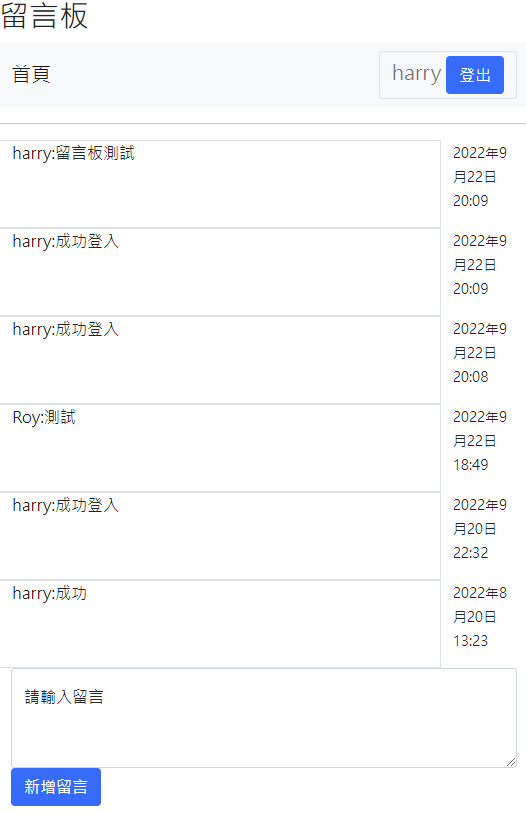 留言板
首頁
harry 登出
harry:留言板測試
2022年9
月22日
20:09
harry:成功登入
2022年9
月22日
20:09
harry:成功登入
2022年9
月22日
20:08
Roy:測試
2022年9
月22日
18:49
harry:成功登入
2022年9
月20日
22:32
harry:成功
2022年8
月20日
13:23
請輸入留言
新增留言